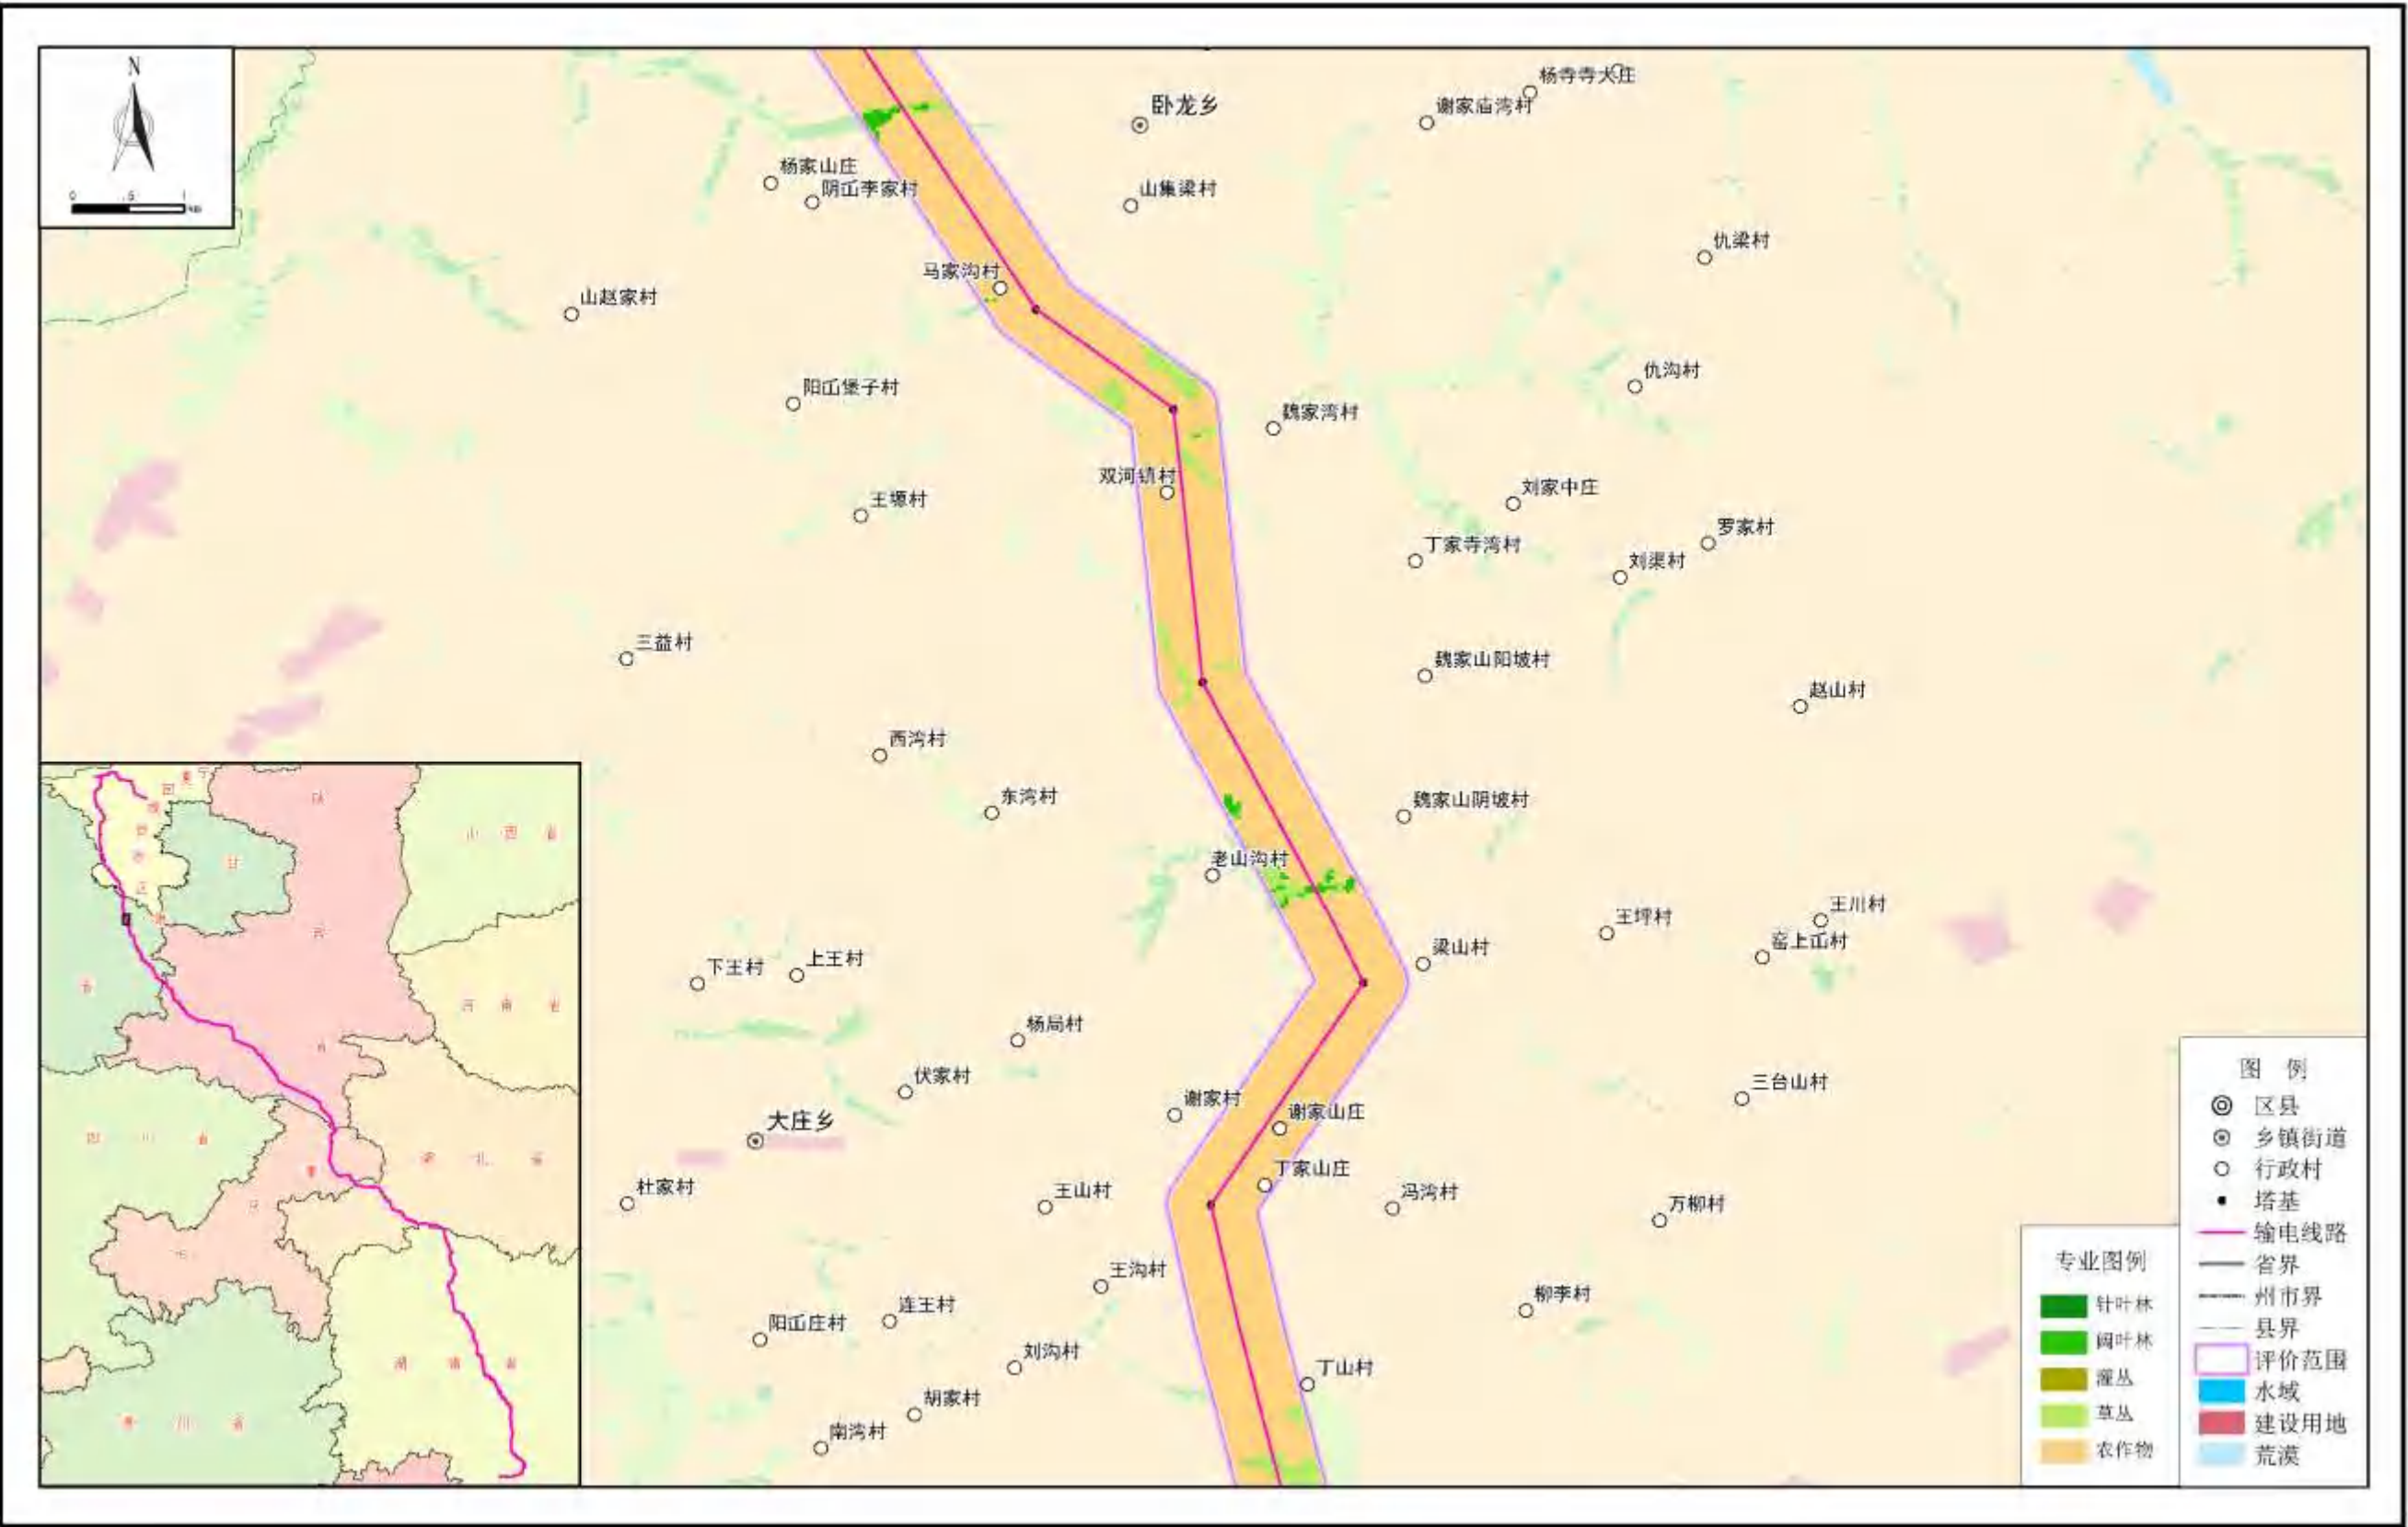 N
卧龙乡
杨寺寺大庄
谢家庙湾村
杨家山庄
阴屲李家村
山集梁村
仇梁村
马家沟村
山赵家村
仇沟村
阳屲堡子村
魏家湾村
双河镇村
王塬村
刘家中庄
罗家村
丁家寺湾村
刘渠村
三益村
魏家山阳坡村
赵山村
西湾村
东湾村
魏家山阴坡村
老山沟村
王川村
王坪村
窑上屲村
梁山村
下王村
上王村
杨局村
伏家村
三台山村
谢家村
谢家山庄
大庄乡
丁家山庄
杜家村
王山村
冯湾村
万柳村
王沟村
柳李村
连王村
阳屲庄村
刘沟村
丁山村
胡家村
南湾村
山 西 省
甘
湖 南 省
图 例
区县
乡镇街道
行政村
塔基
输电线路
省界
州市界
县界
评价范围
水域
建设用地
荒漠
专业图例
针叶林
阔叶林
灌丛
草丛
农作物